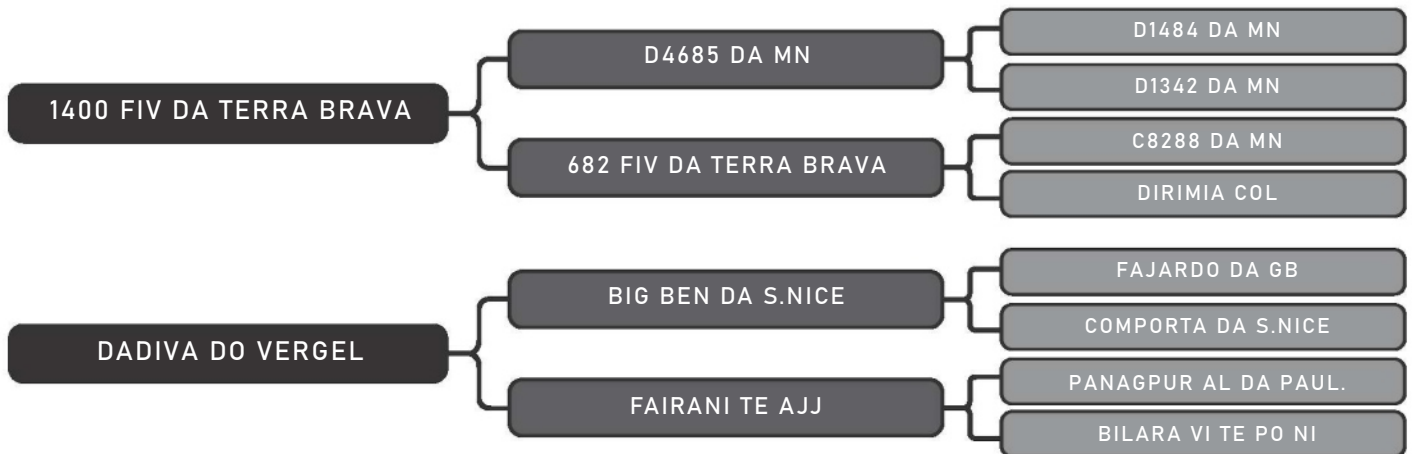 1400 FIV DA TERRA BRAVA
D4685 DA MN
D1484 DA MN
D1342 DA MN
682 FIV DA TERRA BRAVA
C8288 DA MN
DIRIMIA COL
DADIVA DO VERGEL
BIG BEN DA S.NICE
FAJARDO DA GB
COMPORTA DA S.NICE
FAIRANI TE AJJ
PANAGPUR AL DA PAUL.
BILARA VI TE PO NI